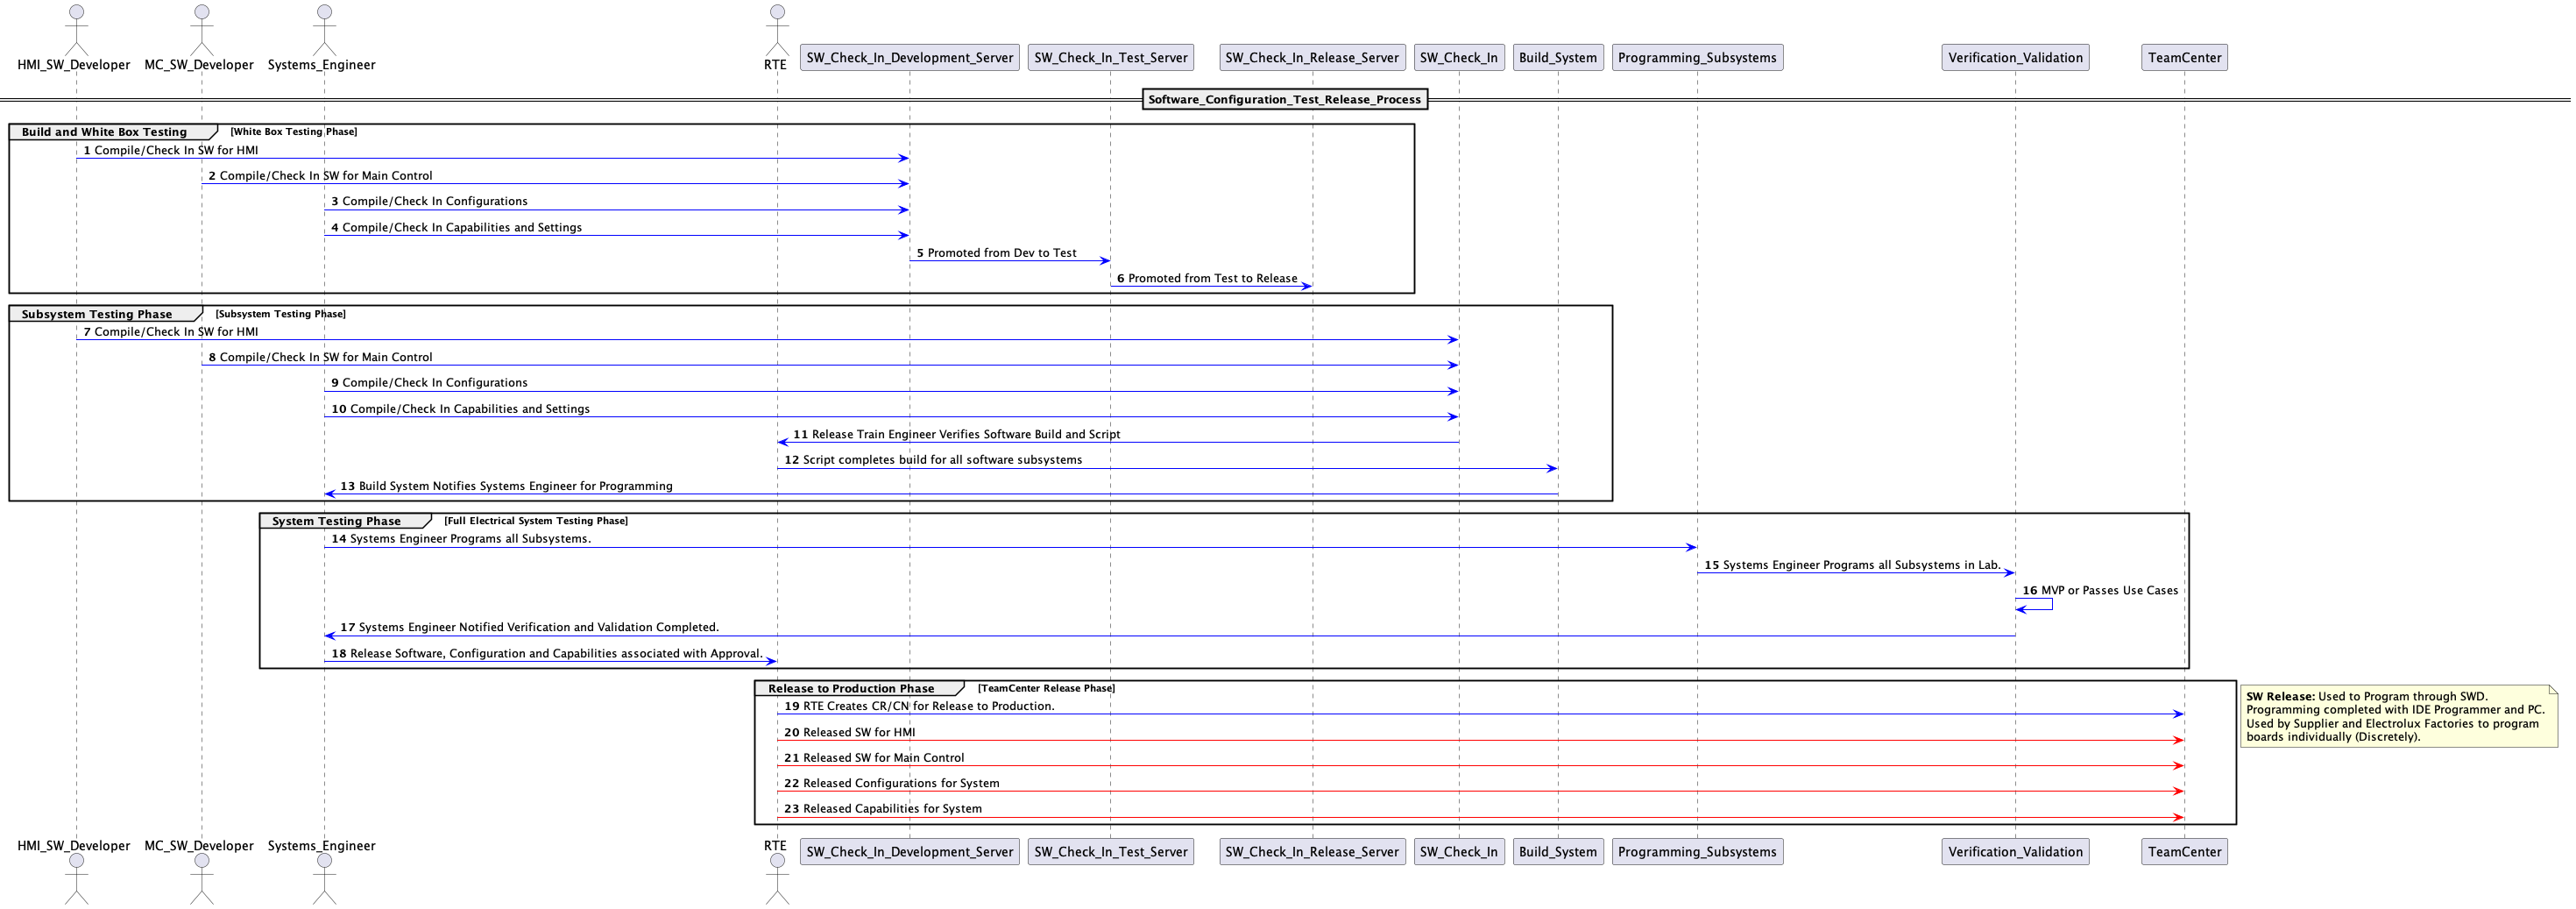 HMI_SW_Developer
MC_SW_Developer
Systems_Engineer
RTE
SW_Check_In_Development_Server
SW_Check_In_Test_Server
SW_Check_In_Release_Server
SW_Check_In
Build_System
Programming_Subsystems
Verification_Validation
TeamCenter
Software_Configuration_Test_Release_Process
Build and White Box Testing [White Box Testing Phase]
1 Compile/Check In SW for HMI
2 Compile/Check In SW for Main Control
3 Compile/Check In Configurations
4 Compile/Check In Capabilities and Settings
5 Promoted from Dev to Test
6 Promoted from Test to Release
Subsystem Testing Phase [Subsystem Testing Phase]
7 Compile/Check In SW for HMI
8 Compile/Check In SW for Main Control
9 Compile/Check In Configurations
10 Compile/Check In Capabilities and Settings
11 Release Train Engineer Verifies Software Build and Script
12 Script completes build for all software subsystems
13 Build System Notifies Systems Engineer for Programming
System Testing Phase [Full Electrical System Testing Phase]
14 Systems Engineer Programs all Subsystems.
15 Systems Engineer Programs all Subsystems in Lab.
16 MVP or Passes Use Cases
17 Systems Engineer Notified Verification and Validation Completed.
18 Release Software, Configuration and Capabilities associated with Approval.
Release to Production Phase [TeamCenter Release Phase]
19 RTE Creates CR/CN for Release to Production.
20 Released SW for HMI
21 Released SW for Main Control
22 Released Configurations for System
23 Released Capabilities for System
SW Release: Used to Program through SWD.
Programming completed with IDE Programmer and PC.
Used by Supplier and Electrolux Factories to program
boards individually (Discretely).
HMI_SW_Developer
MC_SW_Developer
Systems_Engineer
RTE
SW_Check_In_Development_Server
SW_Check_In_Test_Server
SW_Check_In_Release_Server
SW_Check_In
Build_System
Programming_Subsystems
Verification_Validation
TeamCenter